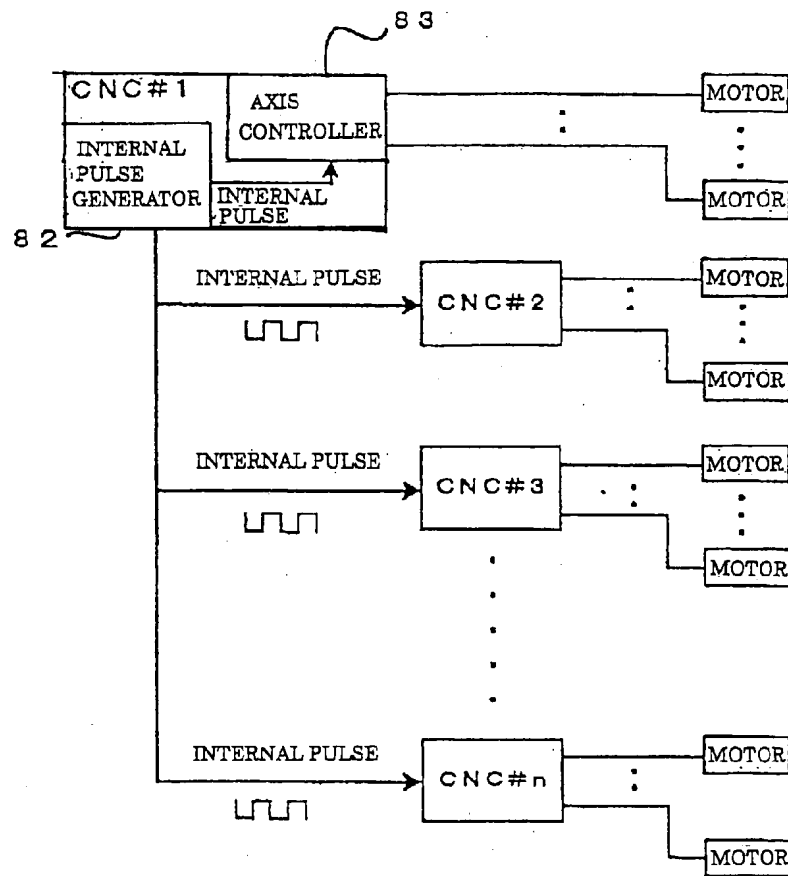 83
CNC#1
AXIS
CONTROLLER
INTERNAL
PULSE
GENERATOR
INTERNAL
PULSE
82
MOTOR
MOTOR
INTERNAL PULSE
CNC#2
MOTOR
MOTOR
INTERNAL PULSE
CNC#3
MOTOR
MOTOR
INTERNAL PULSE
CNC#n
MOTOR
MOTOR